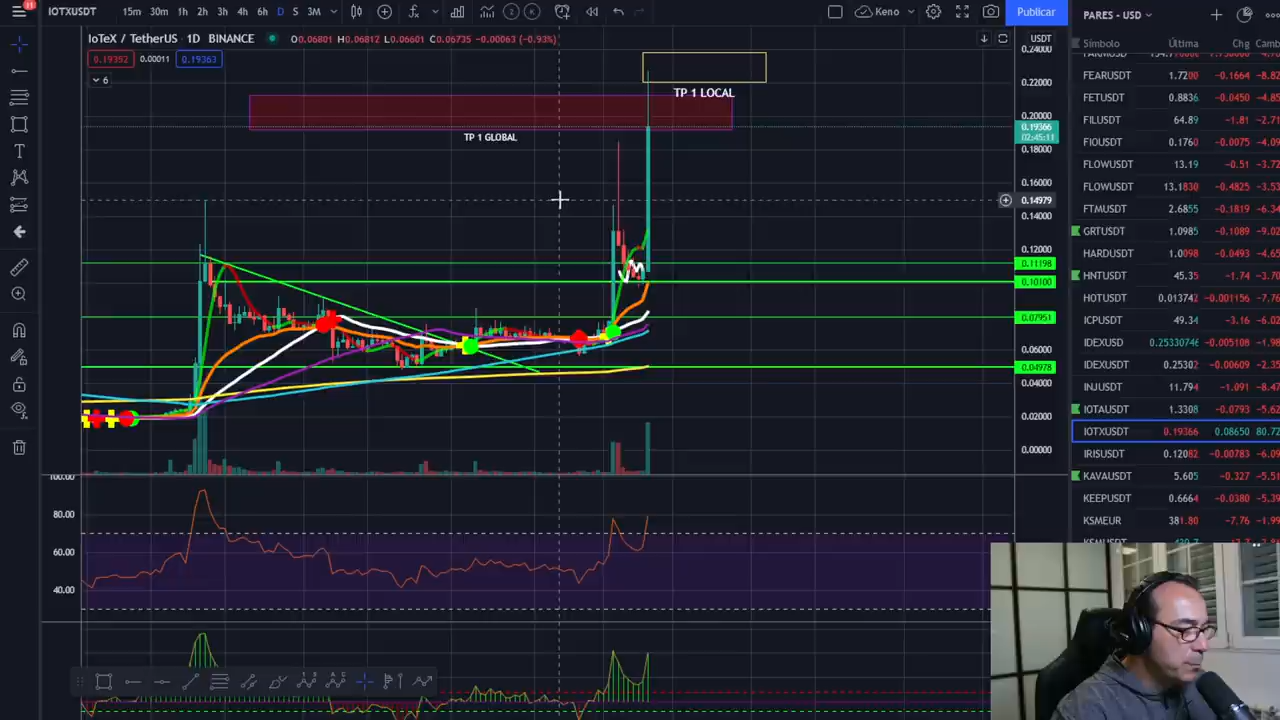 11
IOTXUSDT 15m 30m 1h 2h 3h 4h 6h D S 3M Keno Publicar
IoTeX / TetherUS · 1D · BINANCE O0.06801 H0.06812 L0.06601 C0.06735 −0.00063 (−0.93%)
0.19352 0.00011 0.19363
6
TP 1 LOCAL
TP 1 GLOBAL
USDT
0.24000
0.22000
0.20000
0.19366
02:45:11
0.18000
0.16000
0.14979
0.14000
0.12000
0.11198
0.10100
0.07951
0.06000
0.04978
0.04000
0.02000
0.00000
100.00
80.00
60.00
40.00
PARES - USD
Símbolo Última Chg Camb
FEARUSDT 1.7200 −0.1664 −8.82
FETUSDT 0.8836 −0.0450 −4.85
FILUSDT 64.89 −1.81 −2.71
FIOUSDT 0.1760 −0.0075 −4.09
FLOWUSDT 13.19 −0.51 −3.72
FLOWUSDT 13.1830 −0.4825 −3.53
FTMUSDT 2.6855 −0.1819 −6.34
GRTUSDT 1.0985 −0.1089 −9.02
HARDUSDT 1.0098 −0.0493 −4.65
HNTUSDT 45.35 −1.74 −3.70
HOTUSDT 0.013742 −0.001156 −7.76
ICPUSDT 49.34 −3.16 −6.02
IDEXUSD 0.25330746 −0.005108 −1.98
IDEXUSDT 0.25302 −0.00609 −2.35
INJUSDT 11.794 −1.091 −8.47
IOTAUSDT 1.3308 −0.0793 −5.62
IOTXUSDT 0.19366 0.08650 80.72
IRISUSDT 0.12082 −0.00783 −6.09
KAVAUSDT 5.605 −0.327 −5.51
KEEPUSDT 0.6664 −0.0380 −5.39
KSMEUR 381.80 −7.76 −1.99